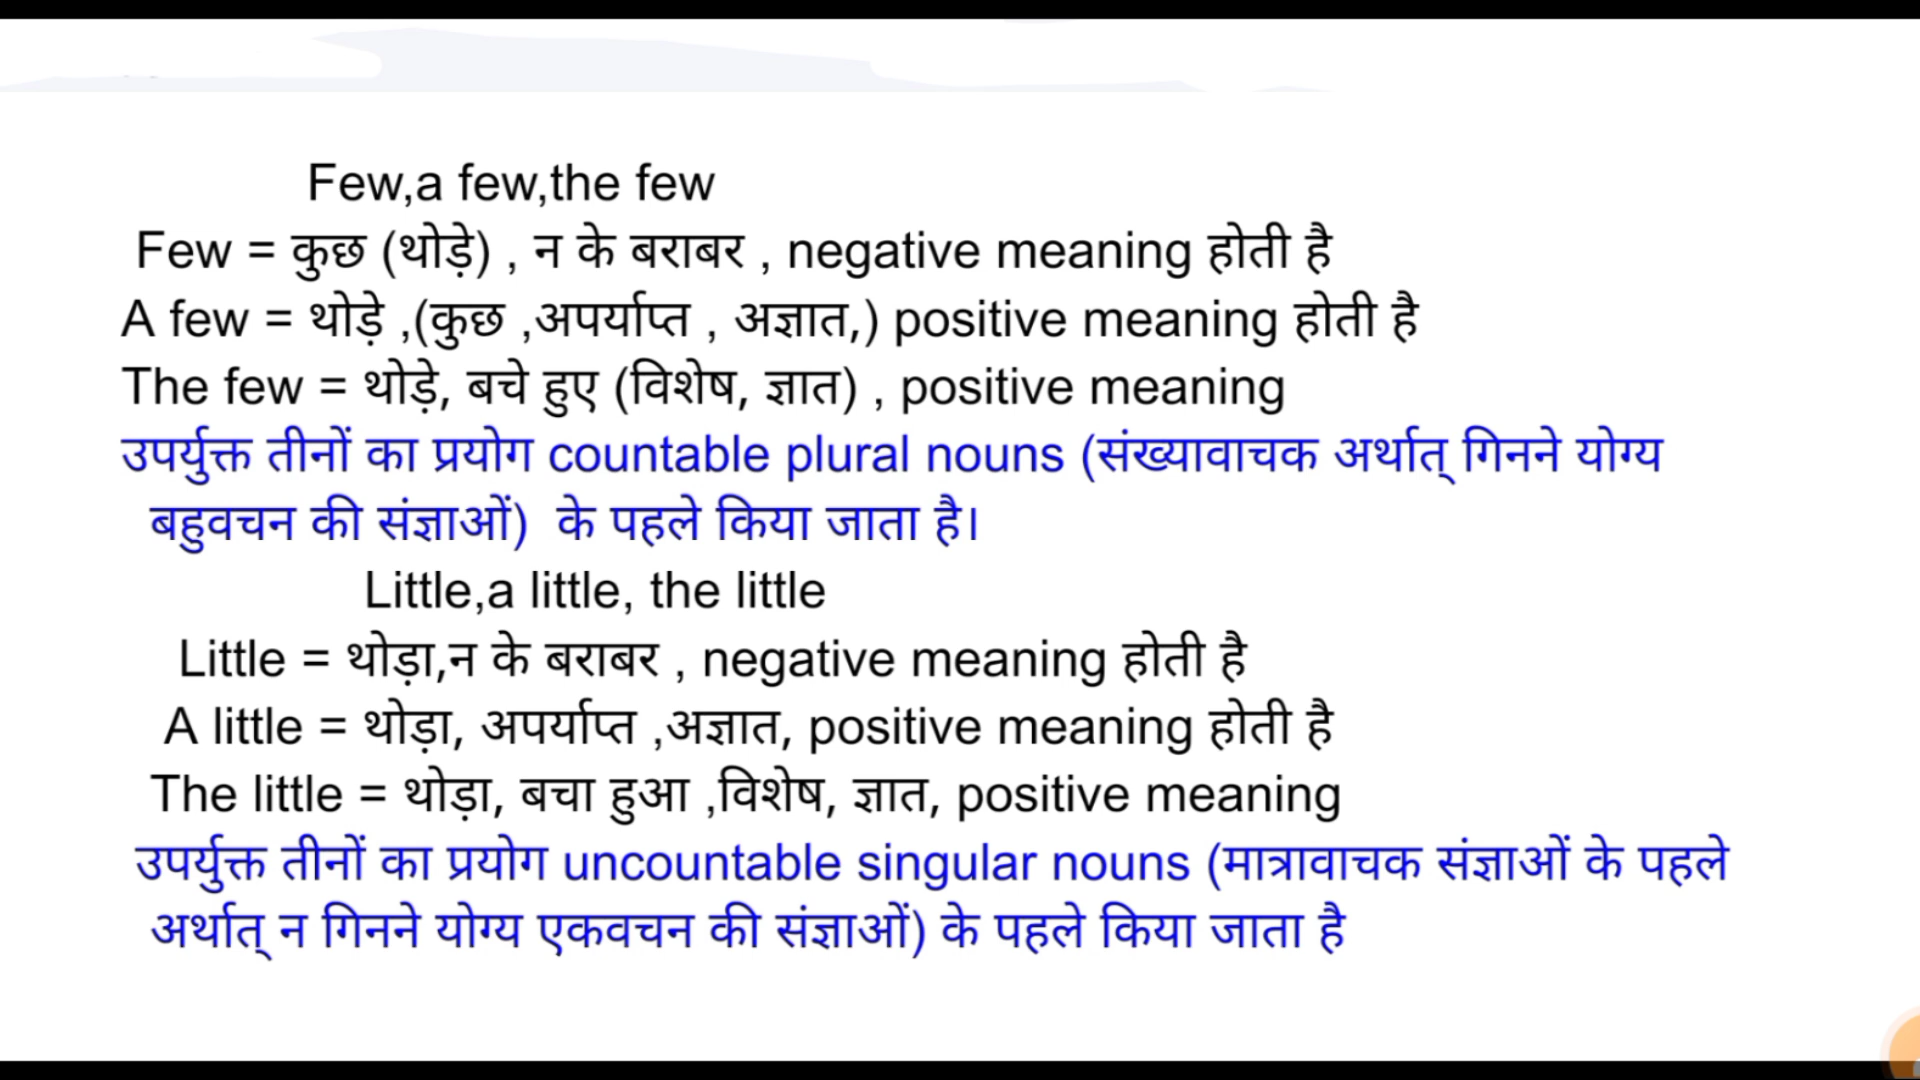 Few,a few,the few
Few = कुछ (थोड़े) , न के बराबर , negative meaning होती है
A few = थोड़े ,(कुछ ,अपर्याप्त , अज्ञात,) positive meaning होती है
The few = थोड़े, बचे हुए (विशेष, ज्ञात) , positive meaning
उपर्युक्त तीनों का प्रयोग countable plural nouns (संख्यावाचक अर्थात् गिनने योग्य
बहुवचन की संज्ञाओं) के पहले किया जाता है।
Little,a little, the little
Little = थोड़ा,न के बराबर , negative meaning होती है
A little = थोड़ा, अपर्याप्त ,अज्ञात, positive meaning होती है
The little = थोड़ा, बचा हुआ ,विशेष, ज्ञात, positive meaning
उपर्युक्त तीनों का प्रयोग uncountable singular nouns (मात्रावाचक संज्ञाओं के पहले
अर्थात् न गिनने योग्य एकवचन की संज्ञाओं) के पहले किया जाता है